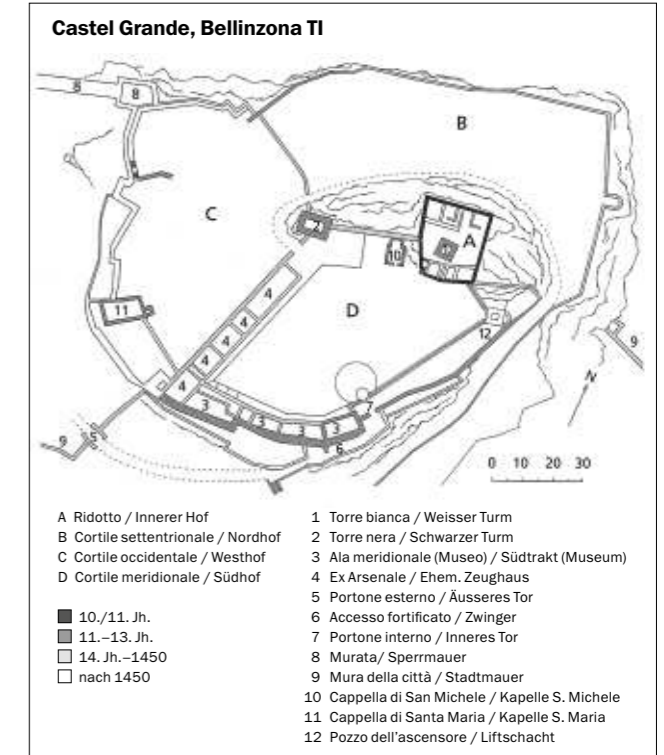 Castel Grande, Bellinzona TI
8
8
B
C
2
A
10
D
4
11
4
4
4
12
9
4
3
3
3
3
7
9
5
6
N
0 10 20 30
A Ridotto / Innerer Hof
B Cortile settentrionale / Nordhof
C Cortile occidentale / Westhof
D Cortile meridionale / Südhof
10./11. Jh.
11.–13. Jh.
14. Jh.–1450
nach 1450
1 Torre bianca / Weisser Turm
2 Torre nera / Schwarzer Turm
3 Ala meridionale (Museo) / Südtrakt (Museum)
4 Ex Arsenale / Ehem. Zeughaus
5 Portone esterno / Äusseres Tor
6 Accesso fortificato / Zwinger
7 Portone interno / Inneres Tor
8 Murata/ Sperrmauer
9 Mura della città / Stadtmauer
10 Cappella di San Michele / Kapelle S. Michele
11 Cappella di Santa Maria / Kapelle S. Maria
12 Pozzo dell'ascensore / Liftschacht